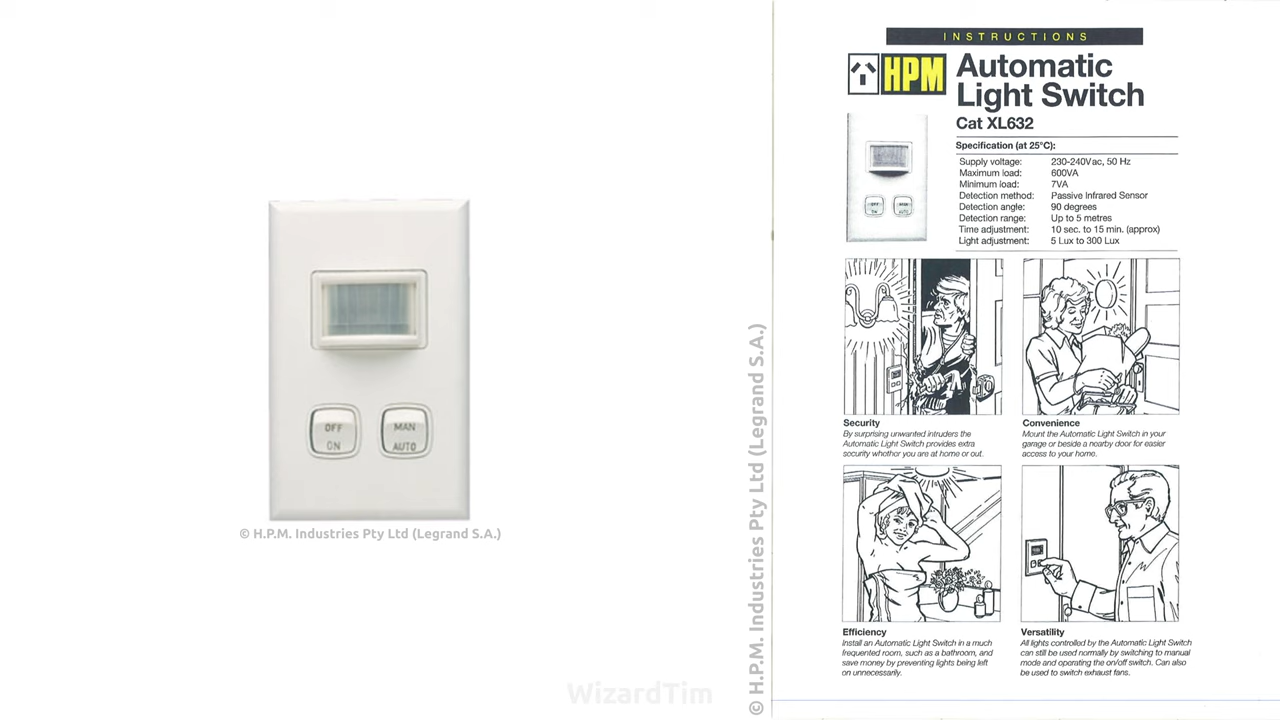 OFF
ON
MAN
AUTO
© H.P.M. Industries Pty Ltd (Legrand S.A.)
WizardTim
© H.P.M. Industries Pty Ltd (Legrand S.A.)
INSTRUCTIONS
HPM
Automatic
Light Switch
Cat XL632
Specification (at 25°C):
Supply voltage: 230-240Vac, 50 Hz
Maximum load: 600VA
Minimum load: 7VA
Detection method: Passive Infrared Sensor
Detection angle: 90 degrees
Detection range: Up to 5 metres
Time adjustment: 10 sec. to 15 min. (approx)
Light adjustment: 5 Lux to 300 Lux
OFF
ON
MAN
AUTO
Security
By surprising unwanted intruders the
Automatic Light Switch provides extra
security whether you are at home or out.
Convenience
Mount the Automatic Light Switch in your
garage or beside a nearby door for easier
access to your home.
Efficiency
Install an Automatic Light Switch in a much
frequented room, such as a bathroom, and
save money by preventing lights being left
on unnecessarily.
Versatility
All lights controlled by the Automatic Light Switch
can still be used normally by switching to manual
mode and operating the on/off switch. Can also
be used to switch exhaust fans.